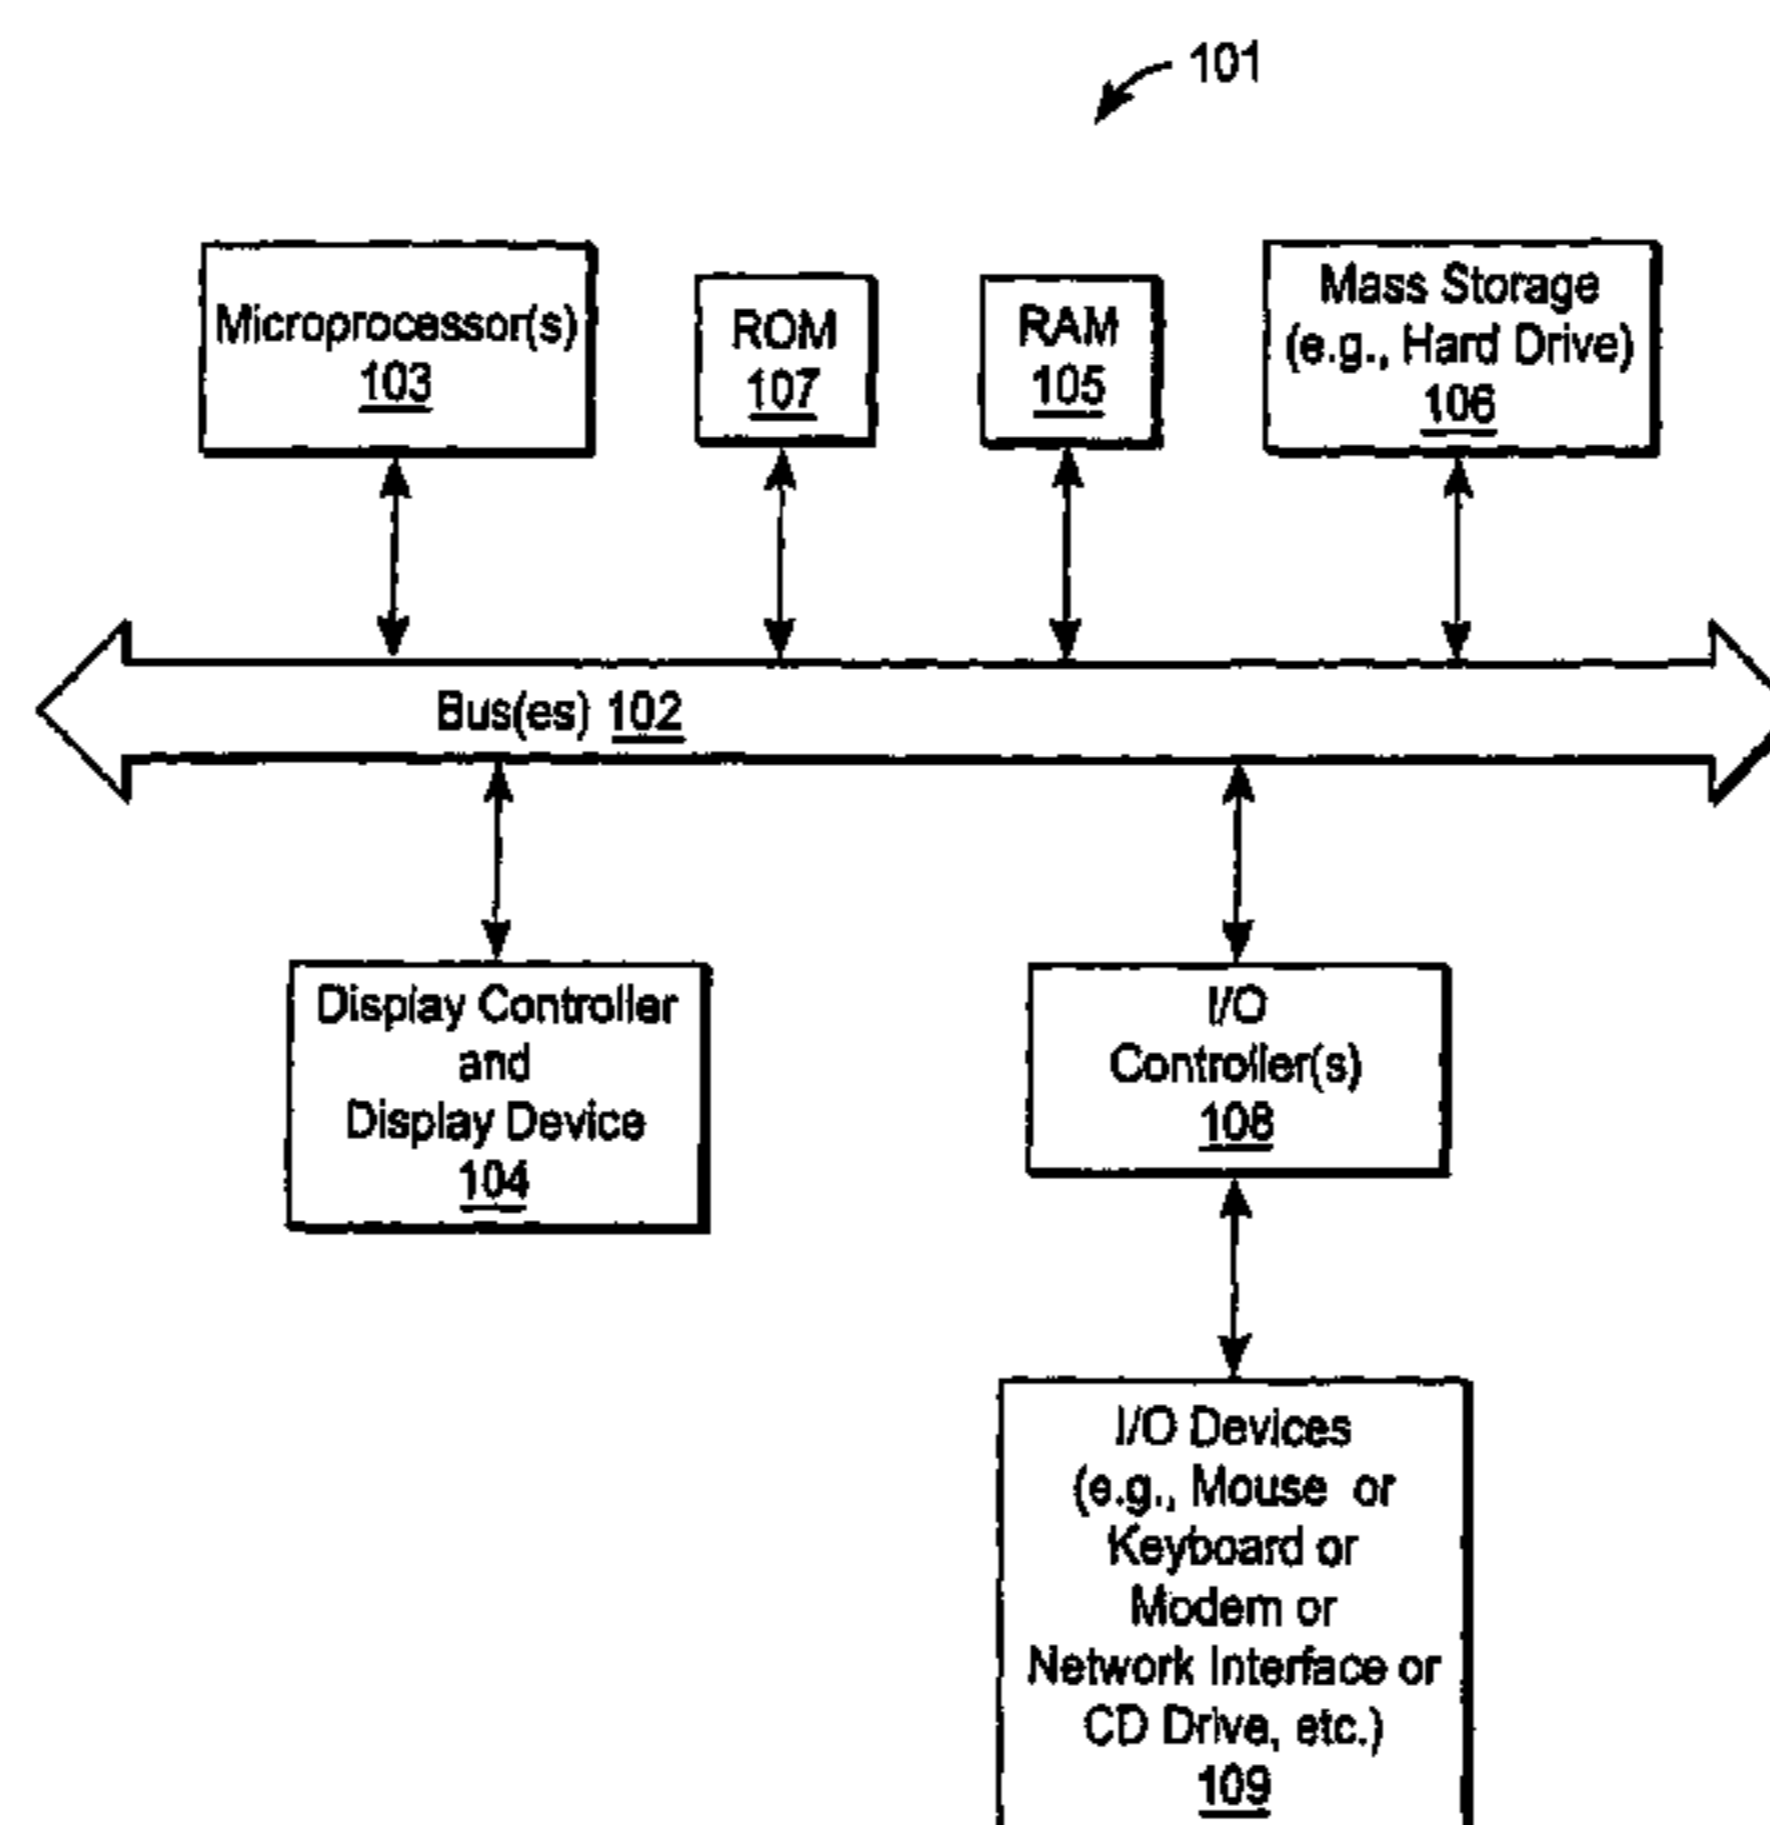 101
Microprocessor(s)
103
ROM
107
RAM
105
Mass Storage
(e.g., Hard Drive)
106
Bus(es) 102
Display Controller
and
Display Device
104
I/O
Controller(s)
108
I/O Devices
(e.g., Mouse or
Keyboard or
Modem or
Network Interface or
CD Drive, etc.)
109